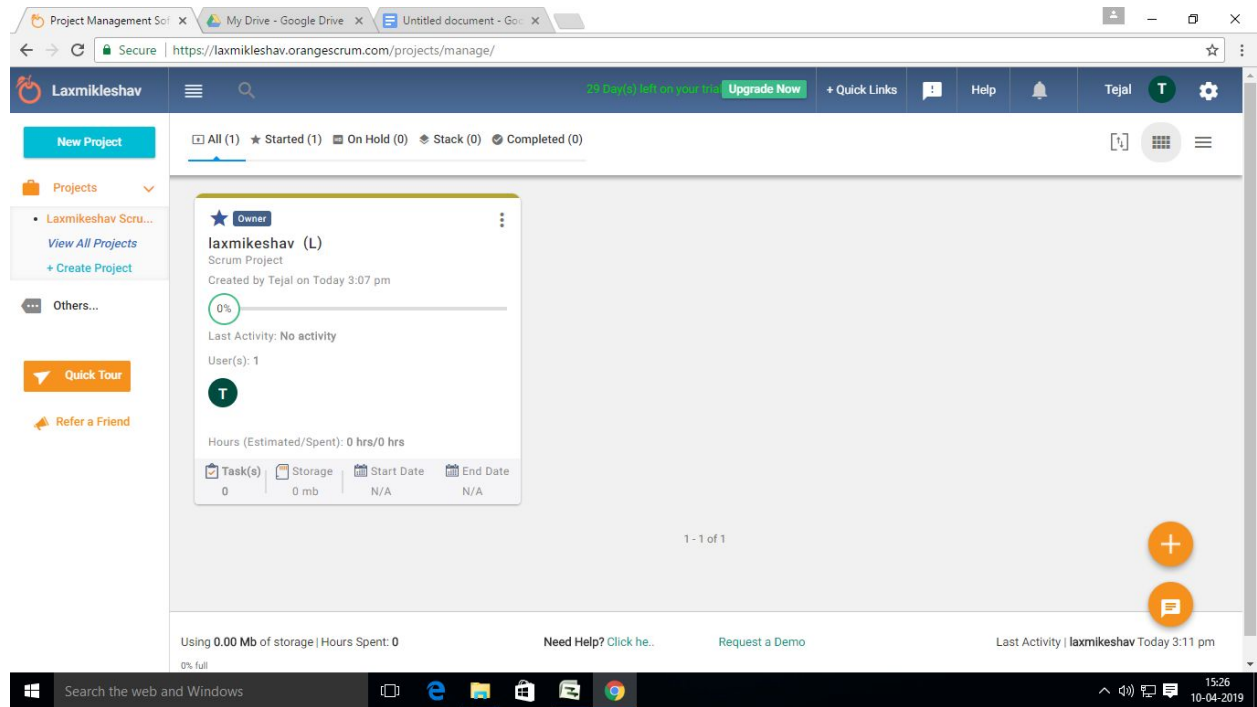 Project Management Sof
My Drive - Google Drive
Untitled document - Goo
Secure | https://laxmikleshav.orangescrum.com/projects/manage/
Laxmikleshav
29 Day(s) left on your trial
Upgrade Now
+ Quick Links
Help
Tejal
T
New Project
All (1)
Started (1)
On Hold (0)
Stack (0)
Completed (0)
Projects
Laxmikeshav Scru...
View All Projects
+ Create Project
Others...
Quick Tour
Refer a Friend
Owner
laxmikeshav (L)
Scrum Project
Created by Tejal on Today 3:07 pm
0%
Last Activity: No activity
User(s): 1
T
Hours (Estimated/Spent): 0 hrs/0 hrs
Task(s) Storage Start Date End Date
0 0 mb N/A N/A
1 - 1 of 1
Using 0.00 Mb of storage | Hours Spent: 0
0% full
Need Help? Click he..
Request a Demo
Last Activity | laxmikeshav Today 3:11 pm
Search the web and Windows
15:26
10-04-2019